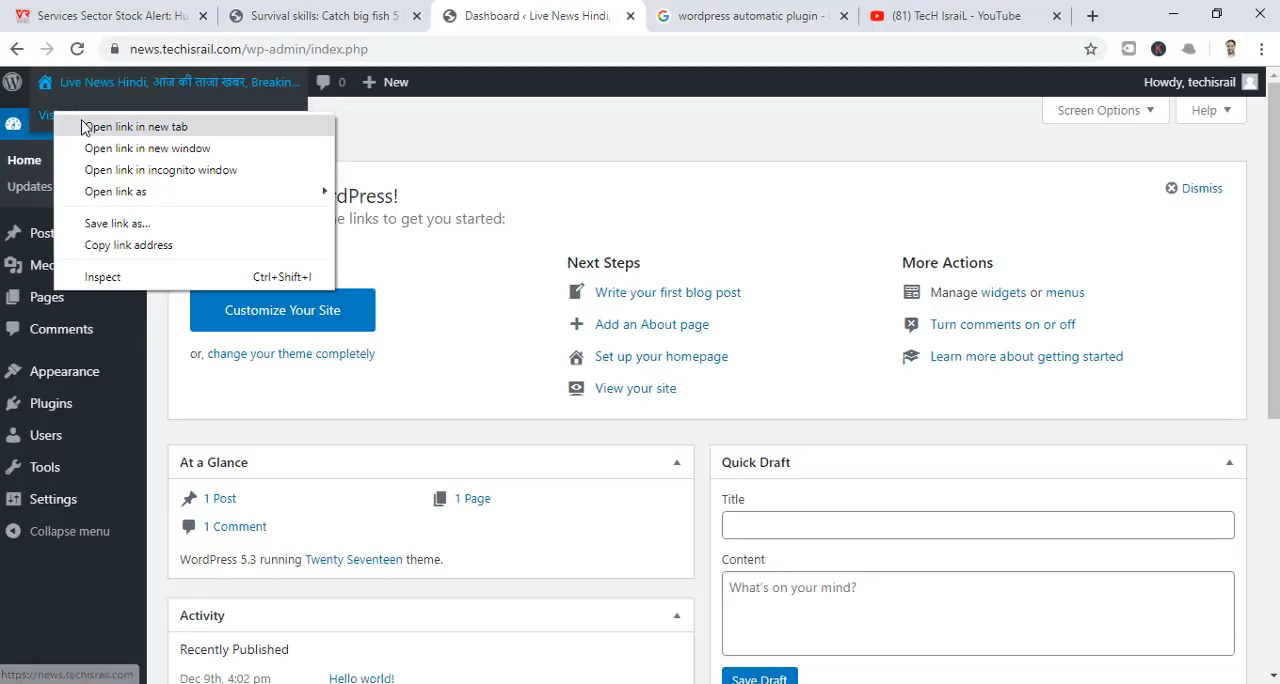 Services Sector Stock Alert: Hu
Survival skills: Catch big fish 5
Dashboard ‹ Live News Hindi,
wordpress automatic plugin -
(81) TecH IsraiL - YouTube
news.techisrail.com/wp-admin/index.php
Live News Hindi, आज की ताजा खबर, Breakin...
0
New
Howdy, techisrail
Open link in new tab
Open link in new window
Open link in incognito window
Open link as
Save link as...
Copy link address
Inspect Ctrl+Shift+I
Screen Options
Help
Home
Updates
Pages
Comments
Appearance
Plugins
Users
Tools
Settings
Collapse menu
Dismiss
links to get you started:
Customize Your Site
or, change your theme completely
Next Steps
Write your first blog post
Add an About page
Set up your homepage
View your site
More Actions
Manage widgets or menus
Turn comments on or off
Learn more about getting started
At a Glance
1 Post
1 Page
1 Comment
WordPress 5.3 running Twenty Seventeen theme.
Activity
Recently Published
Dec 9th, 4:02 pm Hello world!
Quick Draft
Title
Content
What's on your mind?
Save Draft
https://news.techisrail.com